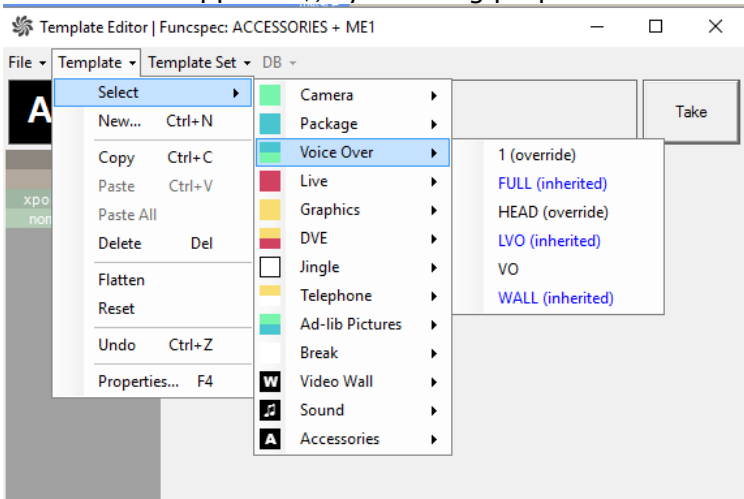 Template Editor | Funcspec: ACCESSORIES + ME1
File Template Template Set DB
A
Take
xpo
non
Select
New... Ctrl+N
Copy Ctrl+C
Paste Ctrl+V
Paste All
Delete Del
Flatten
Reset
Undo Ctrl+Z
Properties... F4
Camera
Package
Voice Over
Live
Graphics
DVE
Jingle
Telephone
Ad-lib Pictures
Break
W Video Wall
Sound
A Accessories
1 (override)
FULL (inherited)
HEAD (override)
LVO (inherited)
VO
WALL (inherited)